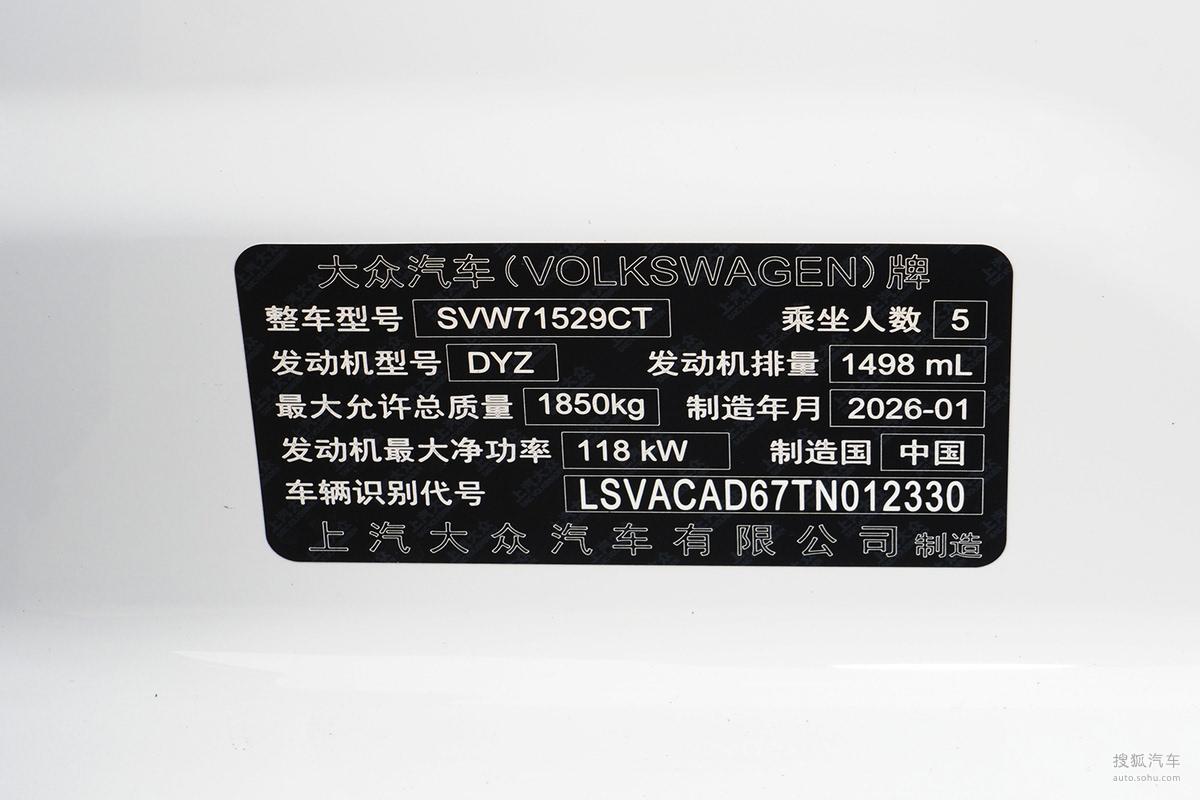 大众汽车(VOLKSWAGEN)牌
整车型号 SVW71529CT 乘坐人数 5
发动机型号 DYZ 发动机排量 1498 mL
最大允许总质量 1850kg 制造年月 2026-01
发动机最大净功率 118 kW 制造国 中国
车辆识别代号 LSVACAD67TN012330
上汽大众汽车有限公司 制造
搜狐汽车
auto.sohu.com